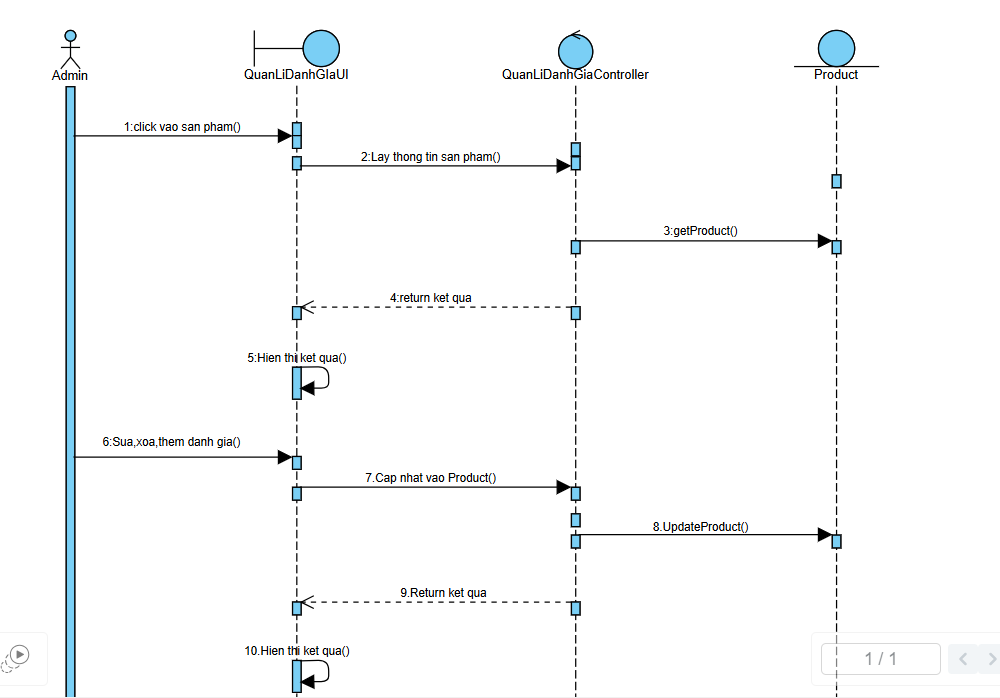 Admin
QuanLiDanhGIaUI
QuanLiDanhGiaController
Product
1:click vao san pham()
2:Lay thong tin san pham()
3:getProduct()
4:return ket qua
5:Hien thi ket qua()
6:Sua,xoa,them danh gia()
7.Cap nhat vao Product()
8.UpdateProduct()
9.Return ket qua
10.Hien thi ket qua()
1 / 1